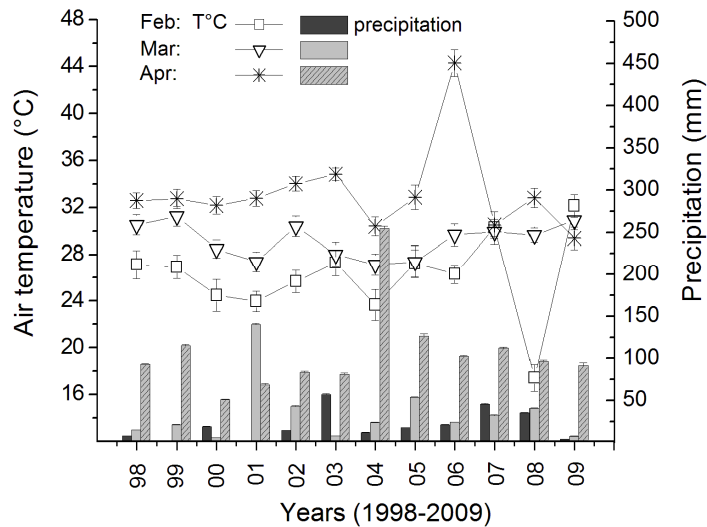 Feb: T°C precipitation
Mar:
Apr:
Air temperature (°C)
48
44
40
36
32
28
24
20
16
Precipitation (mm)
500
450
400
350
300
250
200
150
100
50
98 99 00 01 02 03 04 05 06 07 08 09
Years (1998-2009)